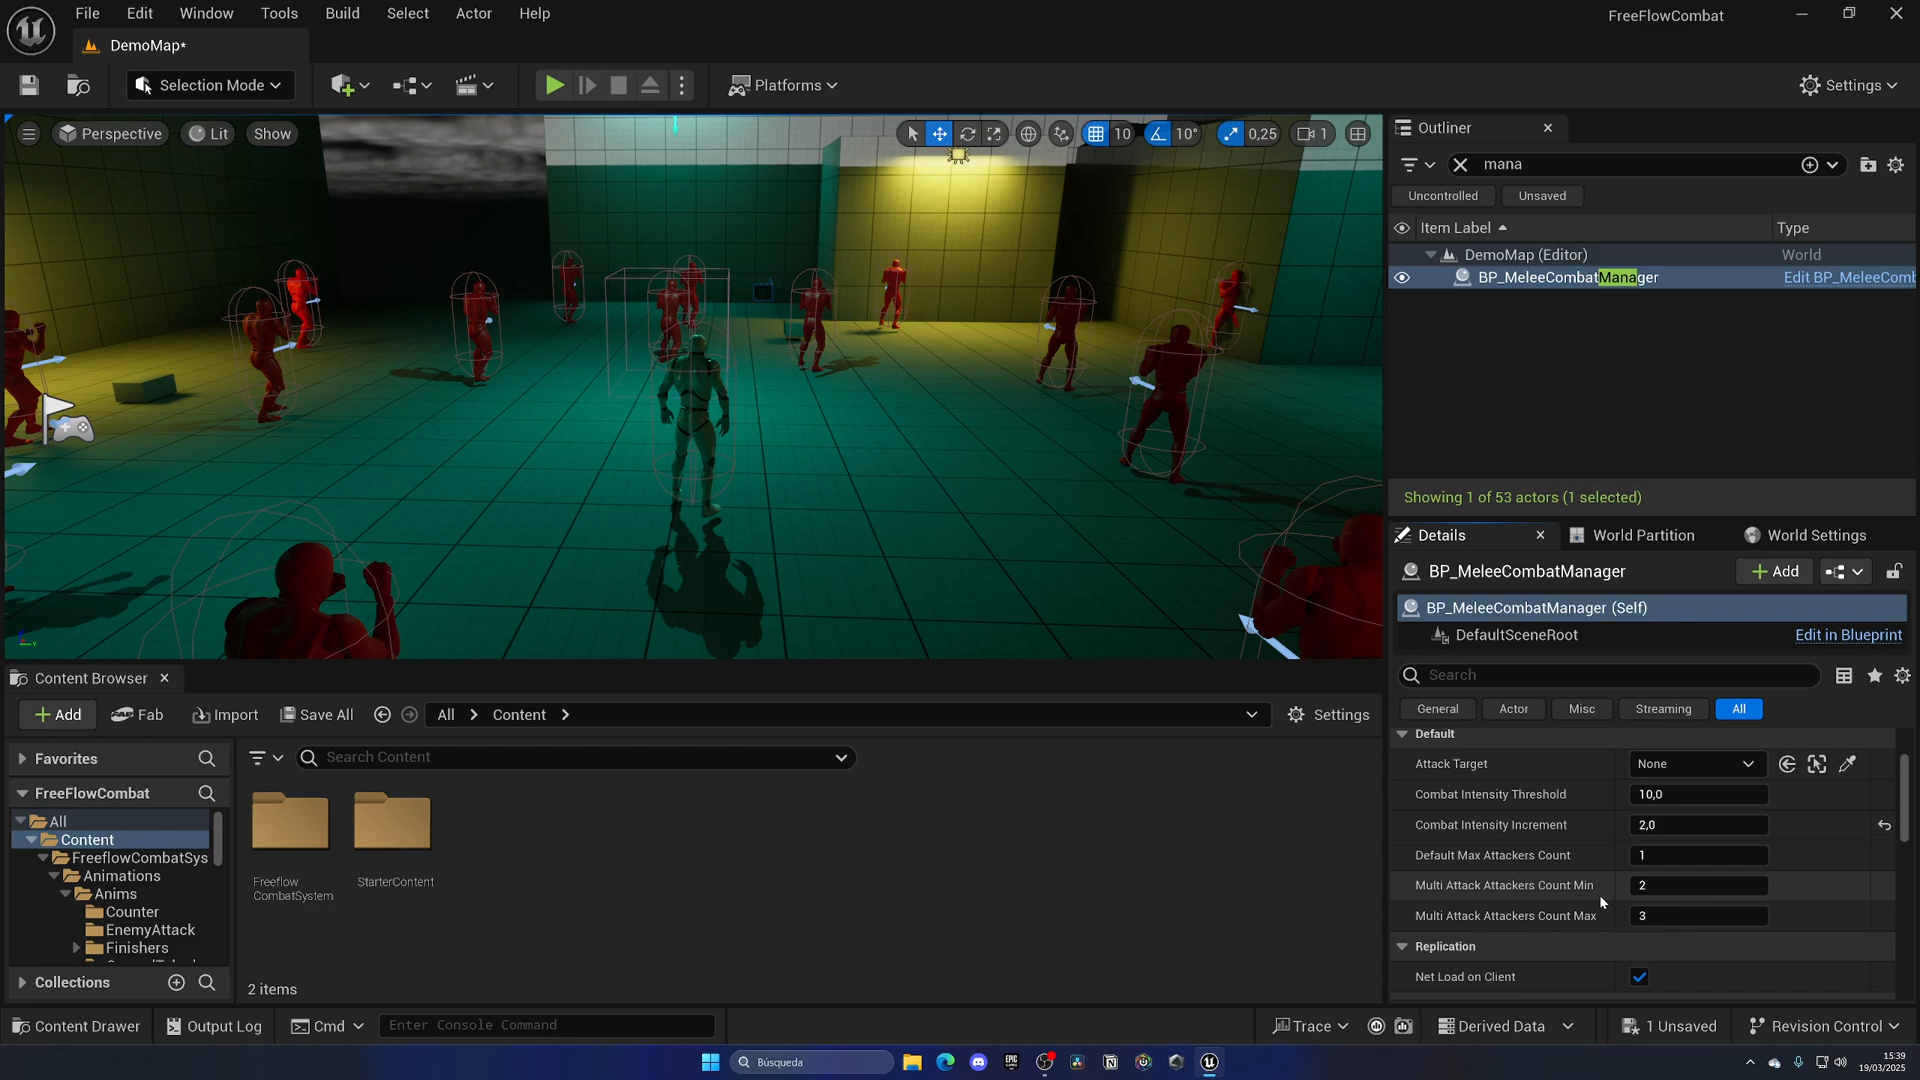 File Edit Window Tools Build Select Actor Help
FreeFlowCombat
DemoMap*
Selection Mode
Platforms
Settings
Perspective
Lit
Show
10
10°
0,25
1
Outliner
mana
Uncontrolled
Unsaved
Item Label
Type
DemoMap (Editor)
World
BP_MeleeCombatManager
Edit BP_MeleeComb
Showing 1 of 53 actors (1 selected)
Details
World Partition
World Settings
BP_MeleeCombatManager
Add
BP_MeleeCombatManager (Self)
DefaultSceneRoot
Edit in Blueprint
Search
General
Actor
Misc
Streaming
All
Default
Attack Target
None
Combat Intensity Threshold
10,0
Combat Intensity Increment
2,0
Default Max Attackers Count
1
Multi Attack Attackers Count Min
2
Multi Attack Attackers Count Max
3
Replication
Net Load on Client
Content Browser
Add
Fab
Import
Save All
All
Content
Settings
Favorites
Search Content
FreeFlowCombat
All
Content
FreeflowCombatSys
Animations
Anims
Counter
EnemyAttack
Finishers
Collections
Freeflow
CombatSystem
StarterContent
2 items
Content Drawer
Output Log
Cmd
Enter Console Command
Trace
Derived Data
1 Unsaved
Revision Control
Búsqueda
EPIC
15:39
19/03/2025